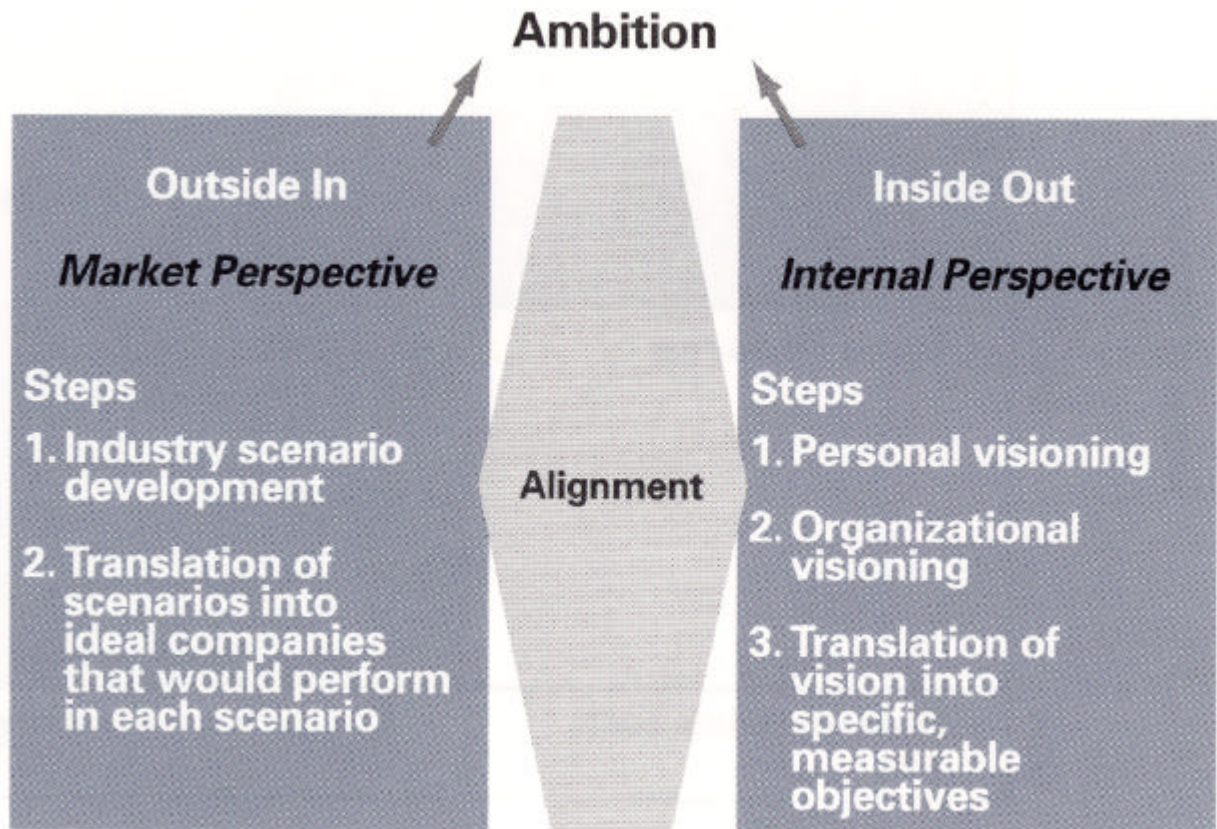 Ambition
Outside In
Market Perspective
Steps
1. Industry scenario
development
2. Translation of
scenarios into
ideal companies
that would perform
in each scenario
Alignment
Inside Out
Internal Perspective
Steps
1. Personal visioning
2. Organizational
visioning
3. Translation of
vision into
specific,
measurable
objectives